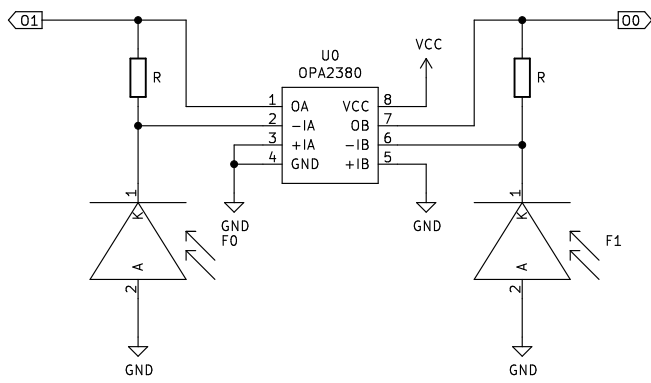 O1
O0
VCC
U0
OPA2380
R
R
1 OA VCC 8
2 -IA OB 7
3 +IA -IB 6
4 GND +IB 5
1
K
A
2
GND
F0
GND
1
K
A
2
F1
GND
GND